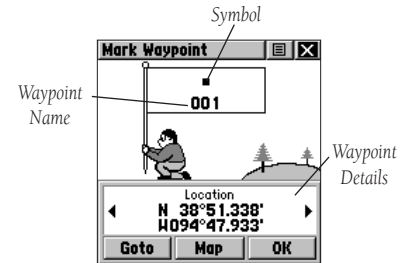 Symbol
Mark Waypoint
001
Waypoint
Name
Waypoint
Details
Location
N 38°51.338'
W094°47.933'
Goto Map OK